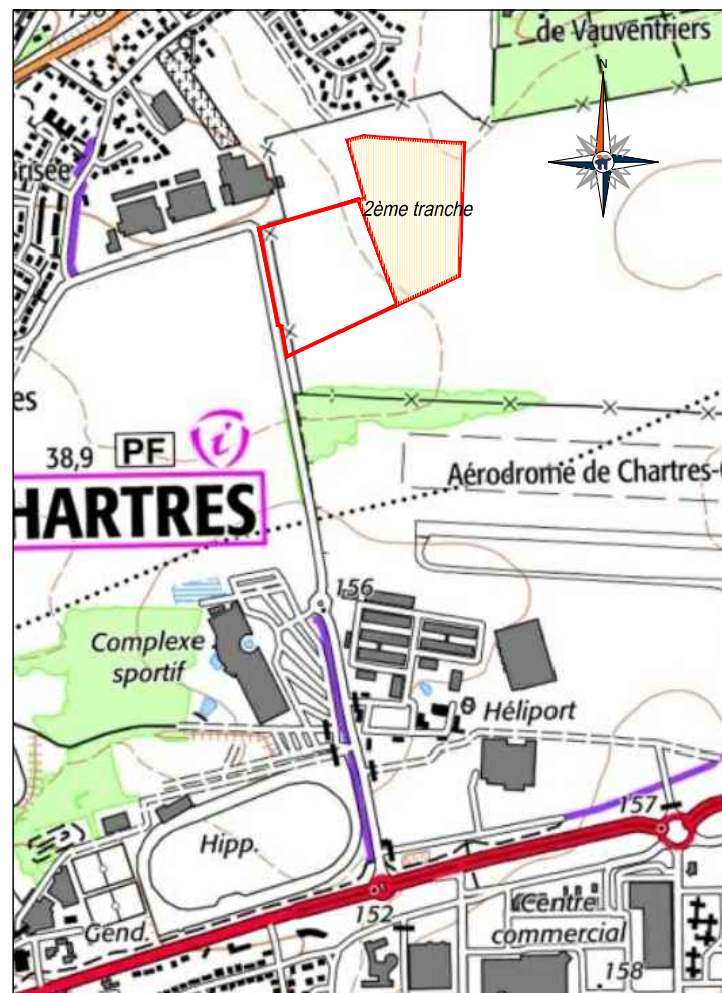 de Vauventriers
N
2ème tranche
es
38,9 PF i
HARTRES
Aérodrome de Chartres-
156
Complexe
sportif
Héliport
157
Hipp.
152
Gend.
Centre
commercial
158